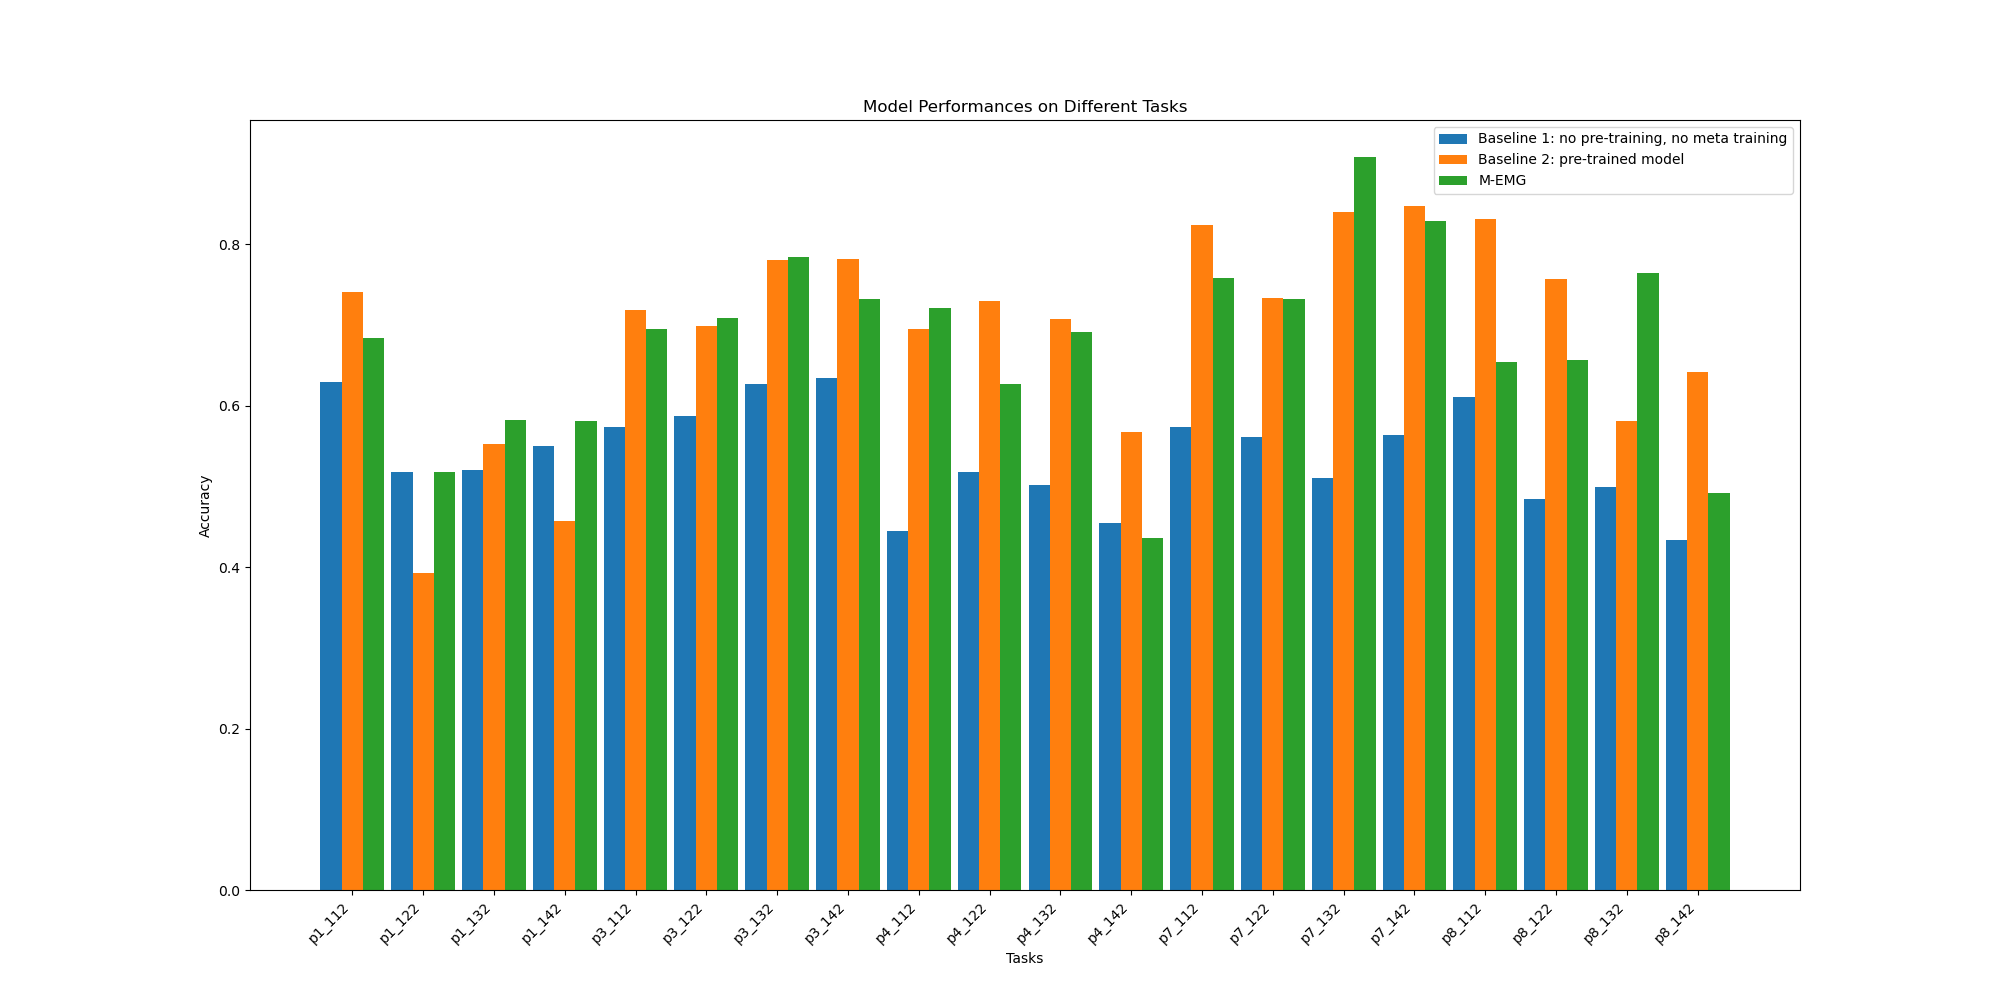 Model Performances on Different Tasks
Baseline 1: no pre-training, no meta training
Baseline 2: pre-trained model
M-EMG
0.8
0.6
0.4
0.2
0.0
Accuracy
p1_112
p1_122
p1_132
p1_142
p3_112
p3_122
p3_132
p3_142
p4_112
p4_122
p4_132
p4_142
p7_112
p7_122
p7_132
p7_142
p8_112
p8_122
p8_132
p8_142
Tasks